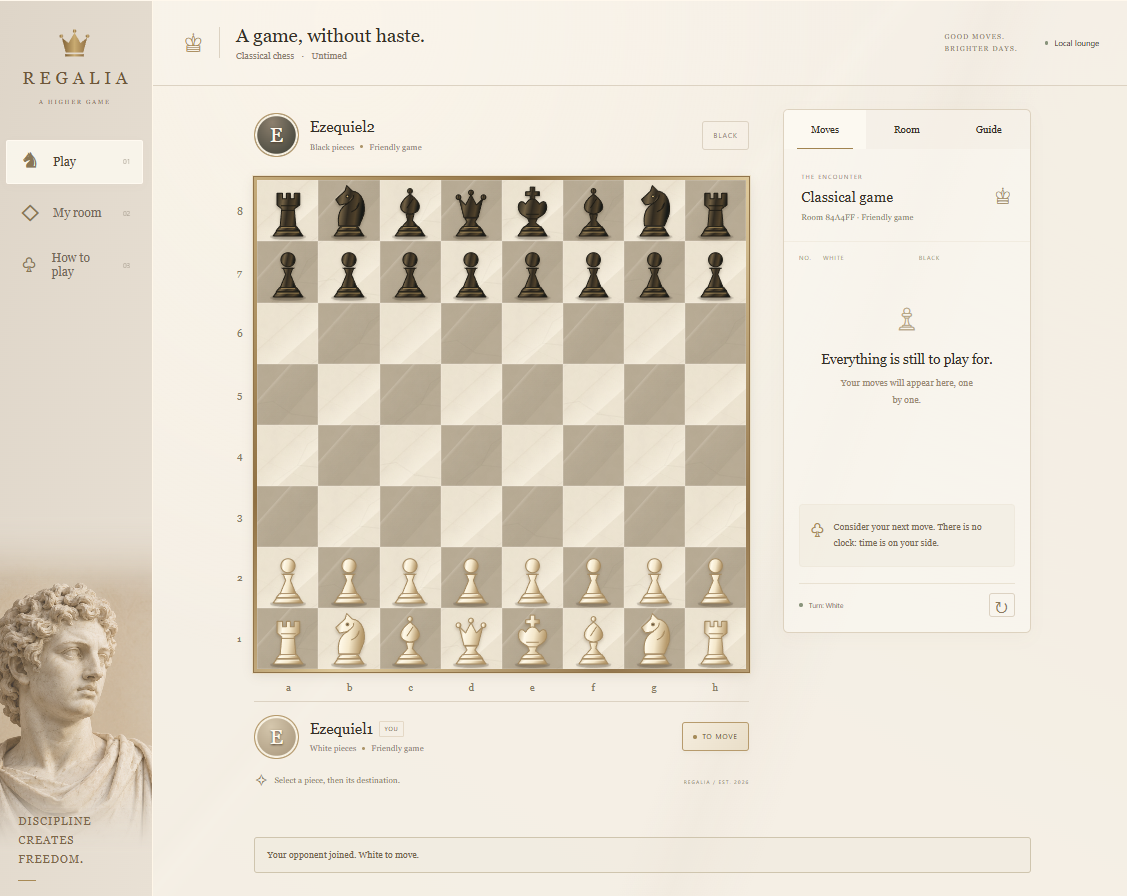 REGALIA
A HIGHER GAME
Play 01
My room 02
How to
play 03
DISCIPLINE
CREATES
FREEDOM.
A game, without haste.
Classical chess · Untimed
GOOD MOVES.
BRIGHTER DAYS.
Local lounge
E
Ezequiel2
Black pieces • Friendly game
BLACK
8
7
6
5
4
3
2
1
a b c d e f g h
E
Ezequiel1 YOU
White pieces • Friendly game
TO MOVE
Select a piece, then its destination.
REGALIA / EST. 2026
Moves Room Guide
THE ENCOUNTER
Classical game
Room 84A4FF · Friendly game
NO. WHITE BLACK
Everything is still to play for.
Your moves will appear here, one
by one.
Consider your next move. There is no
clock: time is on your side.
Turn: White
Your opponent joined. White to move.